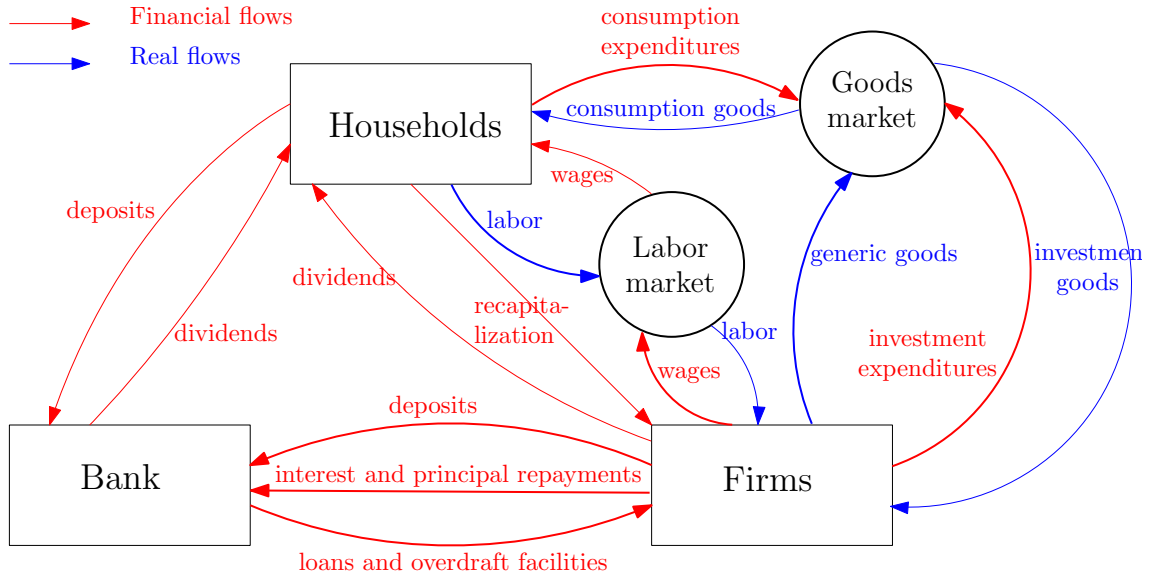 Financial flows
Real flows
consumption
expenditures
Goods
market
consumption goods
Households
wages
deposits
labor
Labor
market
generic goods
investmen
goods
dividends
recapita-
lization
dividends
labor
investment
expenditures
wages
deposits
Bank
interest and principal repayments
Firms
loans and overdraft facilities